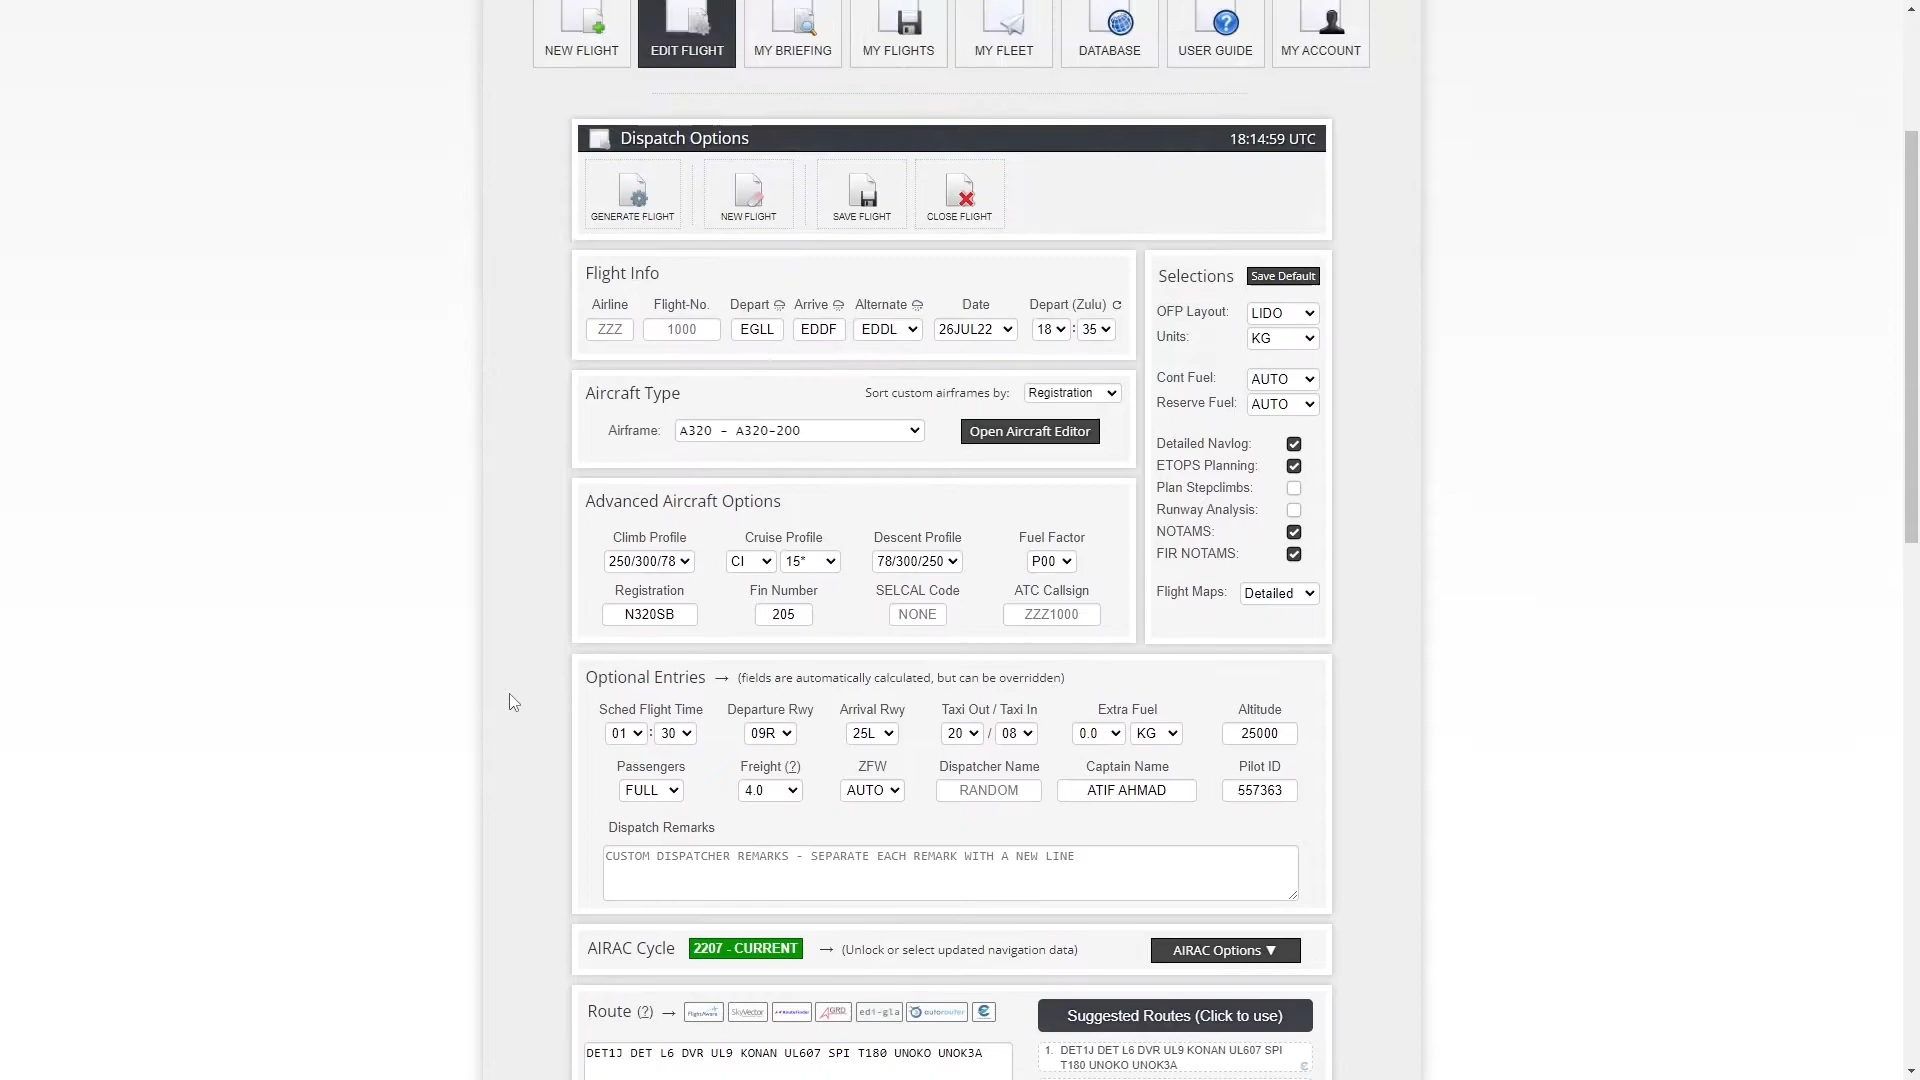 NEW FLIGHT EDIT FLIGHT MY BRIEFING MY FLIGHTS MY FLEET DATABASE USER GUIDE MY ACCOUNT
Dispatch Options 18:14:59 UTC
GENERATE FLIGHT NEW FLIGHT SAVE FLIGHT CLOSE FLIGHT
Flight Info
Airline Flight-No. Depart Arrive Alternate Date Depart (Zulu)
ZZZ 1000 EGLL EDDF EDDL 26JUL22 18 : 35
Aircraft Type Sort custom airframes by: Registration
Airframe: A320 - A320-200 Open Aircraft Editor
Advanced Aircraft Options
Climb Profile Cruise Profile Descent Profile Fuel Factor
250/300/78 CI 15* 78/300/250 P00
Registration Fin Number SELCAL Code ATC Callsign
N320SB 205 NONE ZZZ1000
Selections Save Default
OFP Layout: LIDO
Units: KG
Cont Fuel: AUTO
Reserve Fuel: AUTO
Detailed Navlog:
ETOPS Planning:
Plan Stepclimbs:
Runway Analysis:
NOTAMS:
FIR NOTAMS:
Flight Maps: Detailed
Optional Entries → (fields are automatically calculated, but can be overridden)
Sched Flight Time Departure Rwy Arrival Rwy Taxi Out / Taxi In Extra Fuel Altitude
01 : 30 09R 25L 20 / 08 0.0 KG 25000
Passengers Freight (?) ZFW Dispatcher Name Captain Name Pilot ID
FULL 4.0 AUTO RANDOM ATIF AHMAD 557363
Dispatch Remarks
CUSTOM DISPATCHER REMARKS - SEPARATE EACH REMARK WITH A NEW LINE
AIRAC Cycle 2207 - CURRENT → (Unlock or select updated navigation data) AIRAC Options ▼
Route (?) → FlightAware SkyVector RouteFinder GRD edi-gla autorouter
DET1J DET L6 DVR UL9 KONAN UL607 SPI T180 UNOKO UNOK3A
Suggested Routes (Click to use)
1. DET1J DET L6 DVR UL9 KONAN UL607 SPI
T180 UNOKO UNOK3A